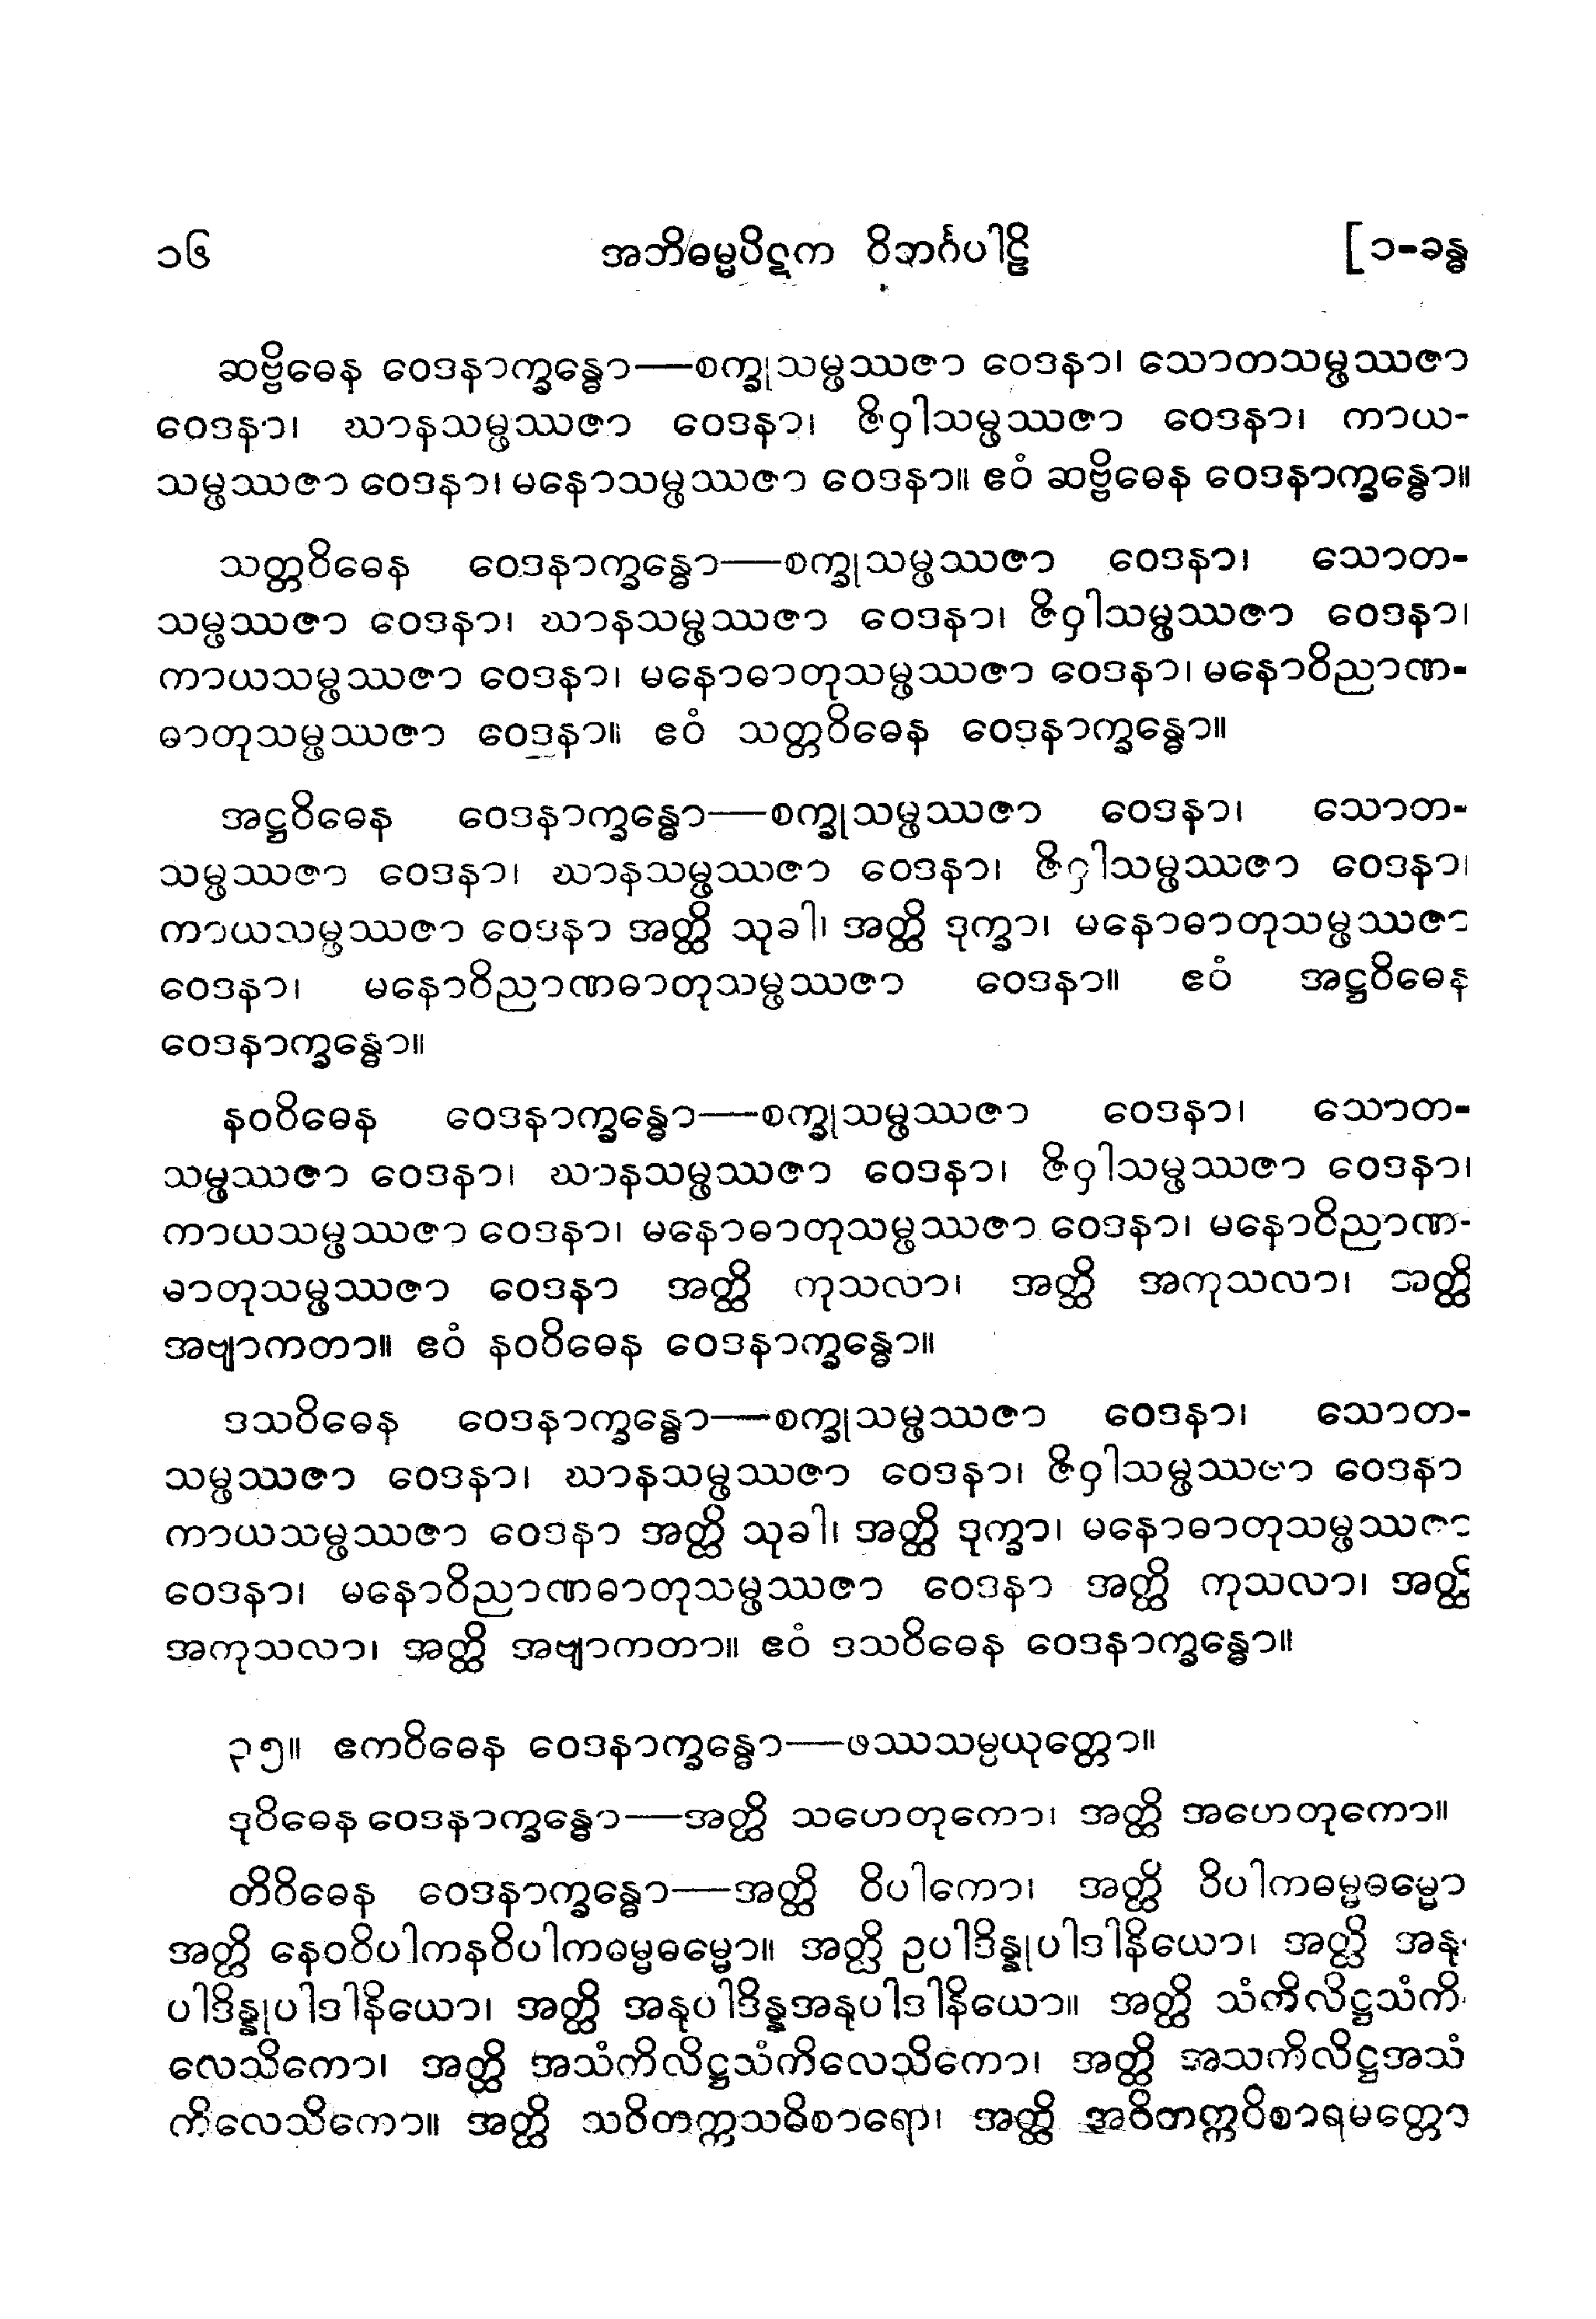 ၁၆ အဘိဓမ္မပိဋက ဝိဘင်္ဂပါဠိ [ ၁-ခန္ဓ
ဆဗ္ဗိဓေန ဝေဒနာက္ခန္ဓော—စက္ခုသမ္ဖဿဇာ ဝေဒနာ၊ သောတသမ္ဖဿဇာ
ဝေဒနာ၊ ဃာနသမ္ဖဿဇာ ဝေဒနာ၊ ဇိဝှါသမ္ဖဿဇာ ဝေဒနာ၊ ကာယ-
သမ္ဖဿဇာ ဝေဒနာ၊ မနောသမ္ဖဿဇာ ဝေဒနာ။ ဧဝံ ဆဗ္ဗိဓေန ဝေဒနာက္ခန္ဓော။
သတ္တဝိဓေန ဝေဒနာက္ခန္ဓော—စက္ခုသမ္ဖဿဇာ ဝေဒနာ၊ သောတ-
သမ္ဖဿဇာ ဝေဒနာ၊ ဃာနသမ္ဖဿဇာ ဝေဒနာ၊ ဇိဝှါသမ္ဖဿဇာ ဝေဒနာ၊
ကာယသမ္ဖဿဇာ ဝေဒနာ၊ မနောဓာတုသမ္ဖဿဇာ ဝေဒနာ၊ မနောဝိညာဏ-
ဓာတုသမ္ဖဿဇာ ဝေဒနာ။ ဧဝံ သတ္တဝိဓေန ဝေဒနာက္ခန္ဓော။
အဋ္ဌဝိဓေန ဝေဒနာက္ခန္ဓော—စက္ခုသမ္ဖဿဇာ ဝေဒနာ၊ သောတ-
သမ္ဖဿဇာ ဝေဒနာ၊ ဃာနသမ္ဖဿဇာ ဝေဒနာ၊ ဇိဝှါသမ္ဖဿဇာ ဝေဒနာ၊
ကာယသမ္ဖဿဇာ ဝေဒနာ အတ္ထိ သုခါ၊ အတ္ထိ ဒုက္ခာ၊ မနောဓာတုသမ္ဖဿဇာ
ဝေဒနာ၊ မနောဝိညာဏဓာတုသမ္ဖဿဇာ ဝေဒနာ။ ဧဝံ အဋ္ဌဝိဓေန
ဝေဒနာက္ခန္ဓော။
နဝဝိဓေန ဝေဒနာက္ခန္ဓော—စက္ခုသမ္ဖဿဇာ ဝေဒနာ၊ သောတ-
သမ္ဖဿဇာ ဝေဒနာ၊ ဃာနသမ္ဖဿဇာ ဝေဒနာ၊ ဇိဝှါသမ္ဖဿဇာ ဝေဒနာ၊
ကာယသမ္ဖဿဇာ ဝေဒနာ၊ မနောဓာတုသမ္ဖဿဇာ ဝေဒနာ၊ မနောဝိညာဏ-
ဓာတုသမ္ဖဿဇာ ဝေဒနာ အတ္ထိ ကုသလာ၊ အတ္ထိ အကုသလာ၊ အတ္ထိ
အဗျာကတာ။ ဧဝံ နဝဝိဓေန ဝေဒနာက္ခန္ဓော။
ဒသဝိဓေန ဝေဒနာက္ခန္ဓော—စက္ခုသမ္ဖဿဇာ ဝေဒနာ၊ သောတ-
သမ္ဖဿဇာ ဝေဒနာ၊ ဃာနသမ္ဖဿဇာ ဝေဒနာ၊ ဇိဝှါသမ္ဖဿဇာ ဝေဒနာ
ကာယသမ္ဖဿဇာ ဝေဒနာ အတ္ထိ သုခါ၊ အတ္ထိ ဒုက္ခာ၊ မနောဓာတုသမ္ဖဿဇာ
ဝေဒနာ၊ မနောဝိညာဏဓာတုသမ္ဖဿဇာ ဝေဒနာ အတ္ထိ ကုသလာ၊ အတ္ထိ
အကုသလာ၊ အတ္ထိ အဗျာကတာ။ ဧဝံ ဒသဝိဓေန ဝေဒနာက္ခန္ဓော။
၃၅။ ဧကဝိဓေန ဝေဒနာက္ခန္ဓော—ဖဿသမ္ပယုတ္တော။
ဒုဝိဓေန ဝေဒနာက္ခန္ဓော—အတ္ထိ သဟေတုကော၊ အတ္ထိ အဟေတုကော။
တိဝိဓေန ဝေဒနာက္ခန္ဓော—အတ္ထိ ဝိပါကော၊ အတ္ထိ ဝိပါကဓမ္မဓမ္မော
အတ္ထိ နေဝဝိပါကနဝိပါကဓမ္မဓမ္မော။ အတ္ထိ ဥပါဒိန္နုပါဒါနိယော၊ အတ္ထိ အနု-
ပါဒိန္နုပါဒါနိယော၊ အတ္ထိ အနုပါဒိန္နအနုပါဒါနိယော။ အတ္ထိ သံကိလိဋ္ဌသံကိ-
လေသိကော၊ အတ္ထိ အသံကိလိဋ္ဌသံကိလေသိကော၊ အတ္ထိ အသံကိလိဋ္ဌအသံ
ကိလေသိကော။ အတ္ထိ သဝိတက္ကသဝိစာရော၊ အတ္ထိ အဝိတက္ကဝိစာရမတ္တော